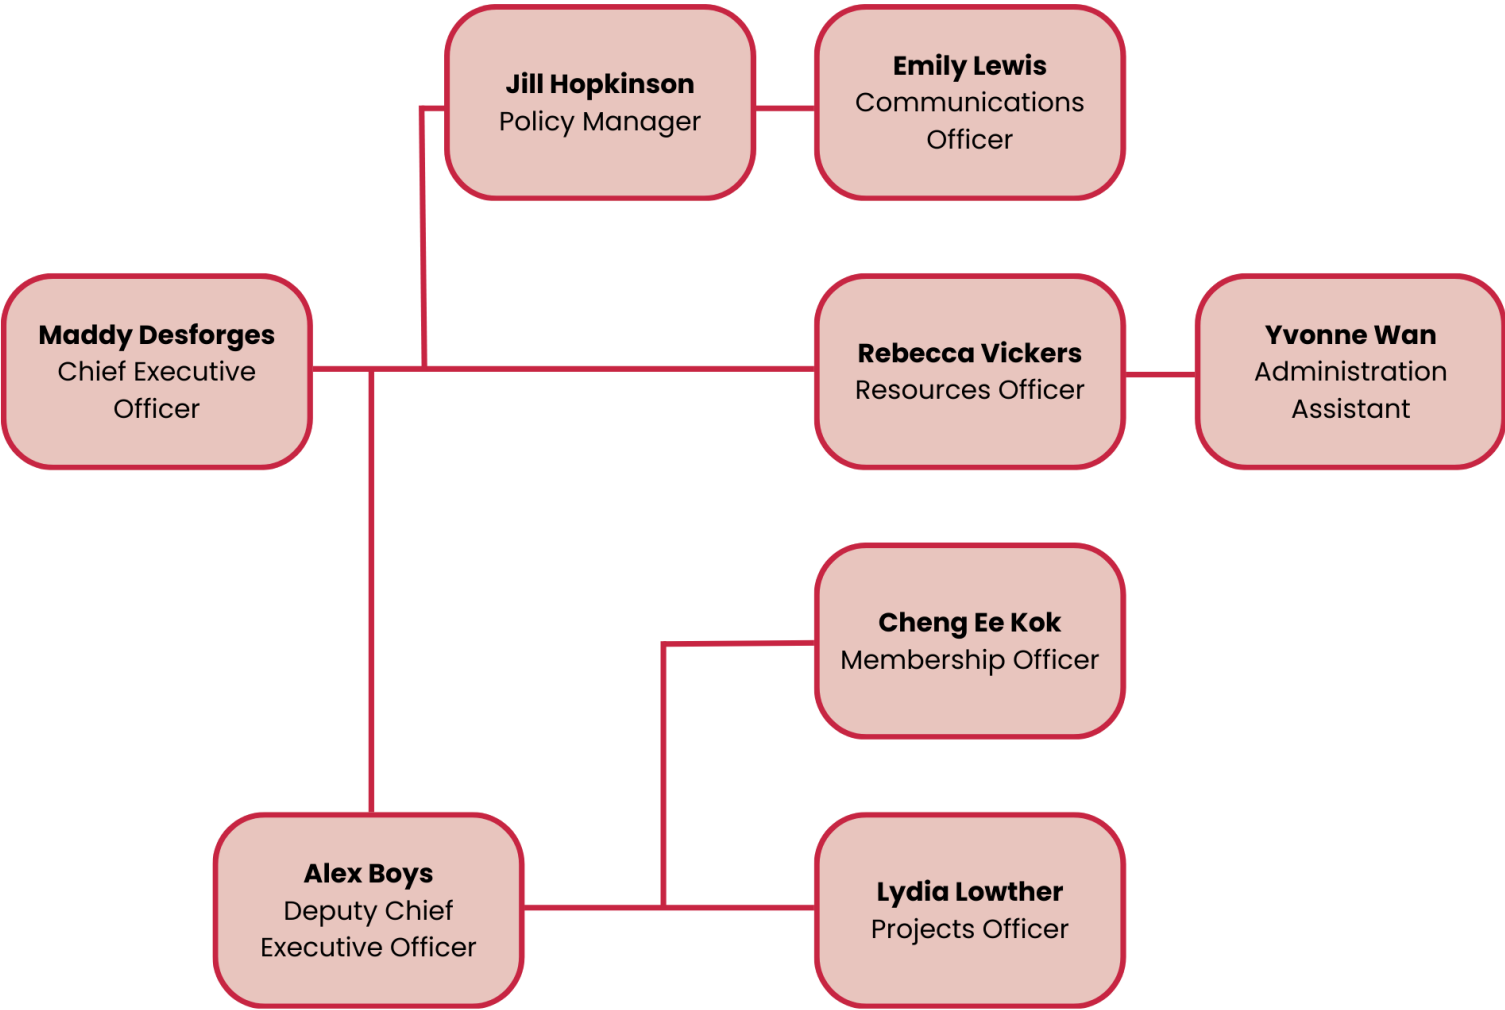 Jill Hopkinson
Policy Manager
Emily Lewis
Communications
Officer
Maddy Desforges
Chief Executive
Officer
Rebecca Vickers
Resources Officer
Yvonne Wan
Administration
Assistant
Cheng Ee Kok
Membership Officer
Alex Boys
Deputy Chief
Executive Officer
Lydia Lowther
Projects Officer